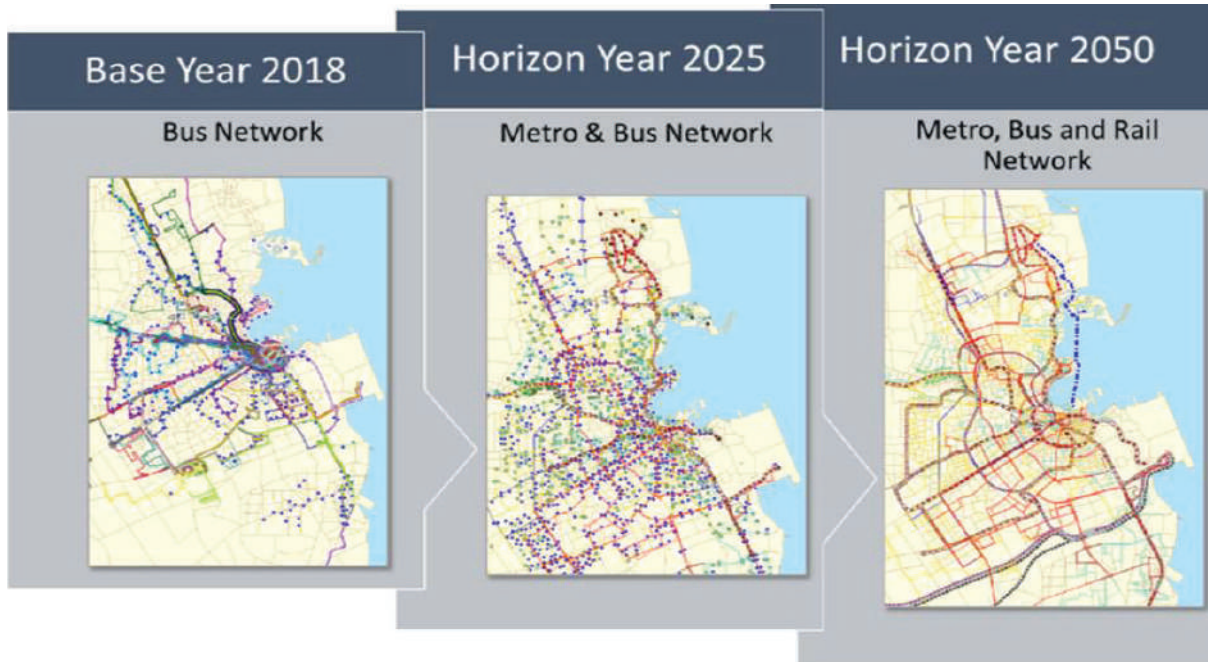 Base Year 2018
Bus Network
Horizon Year 2025
Metro & Bus Network
Horizon Year 2050
Metro, Bus and Rail
Network